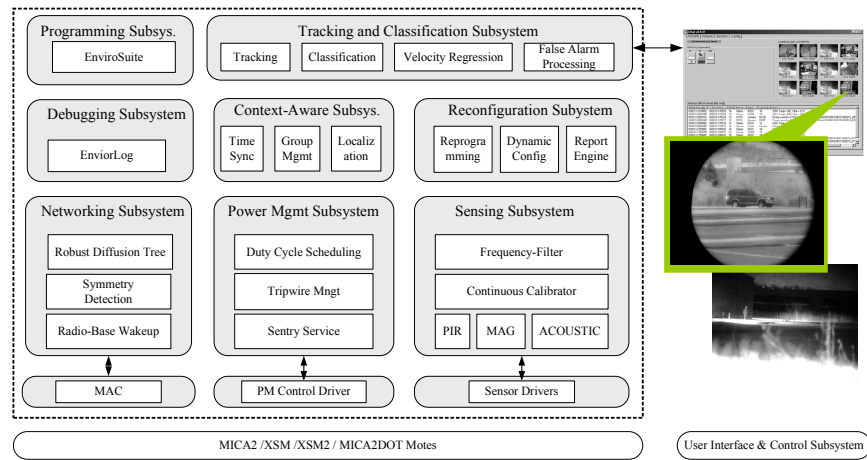 Programming Subsys.
EnviroSuite
Tracking and Classification Subsystem
Tracking
Classification
Velocity Regression
False Alarm
Processing
Debugging Subsystem
EnviorLog
Context-Aware Subsys.
Time
Sync
Group
Mgmt
Localiz
ation
Reconfiguration Subsystem
Reprogra
mming
Dynamic
Config
Report
Engine
Networking Subsystem
Robust Diffusion Tree
Symmetry
Detection
Radio-Base Wakeup
Power Mgmt Subsystem
Duty Cycle Scheduling
Tripwire Mngt
Sentry Service
Sensing Subsystem
Frequency-Filter
Continuous Calibrator
PIR
MAG
ACOUSTIC
MAC
PM Control Driver
Sensor Drivers
MICA2 /XSM /XSM2 / MICA2DOT Motes
User Interface & Control Subsystem